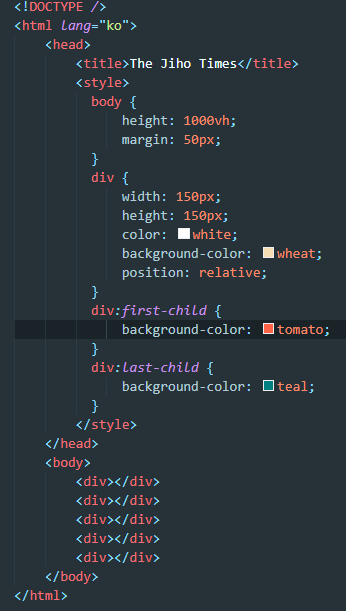 <!DOCTYPE />
<html lang="ko">
    <head>
        <title>The Jiho Times</title>
        <style>
          body {
              height: 1000vh;
              margin: 50px;
          }
          div {
              width: 150px;
              height: 150px;
              color: white;
              background-color: wheat;
              position: relative;
          }
          div:first-child {
              background-color: tomato;
          }
          div:last-child {
              background-color: teal;
          }
        </style>
    </head>
    <body>
        <div></div>
        <div></div>
        <div></div>
        <div></div>
        <div></div>
    </body>
</html>